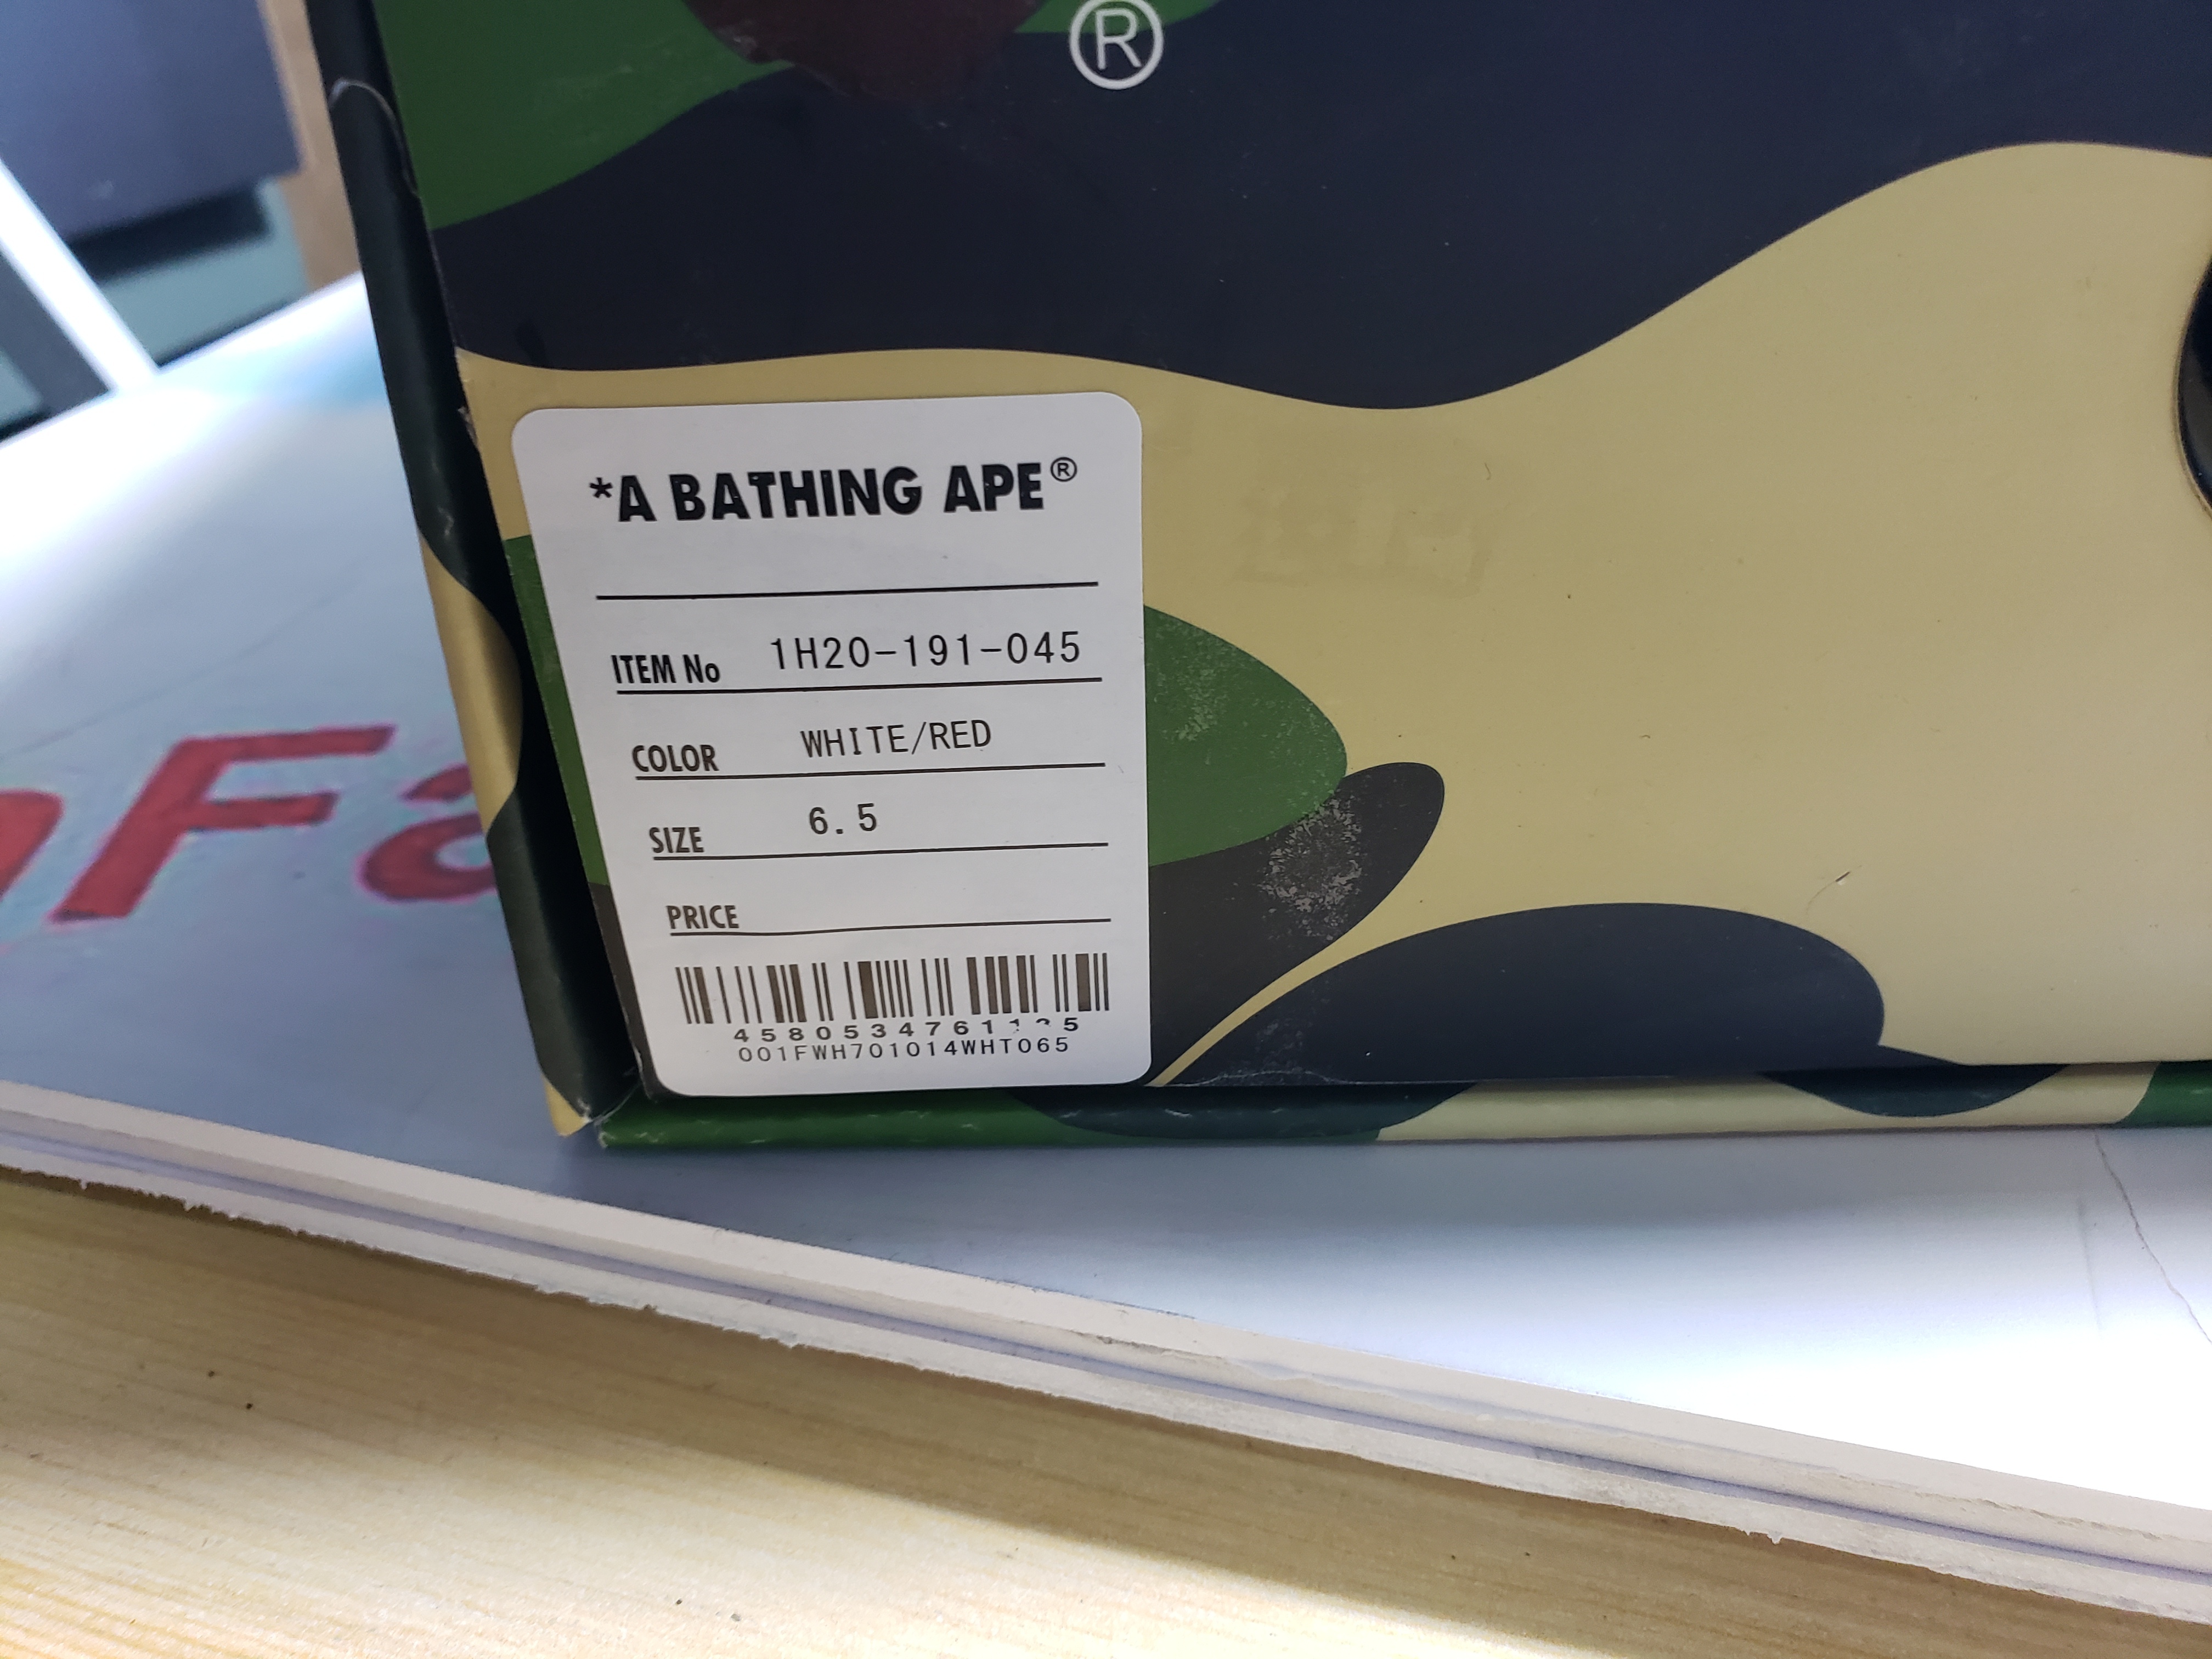 ®
*A BATHING APE®
ITEM No 1H20-191-045
COLOR WHITE/RED
SIZE 6.5
PRICE
001FWH701014WHT065